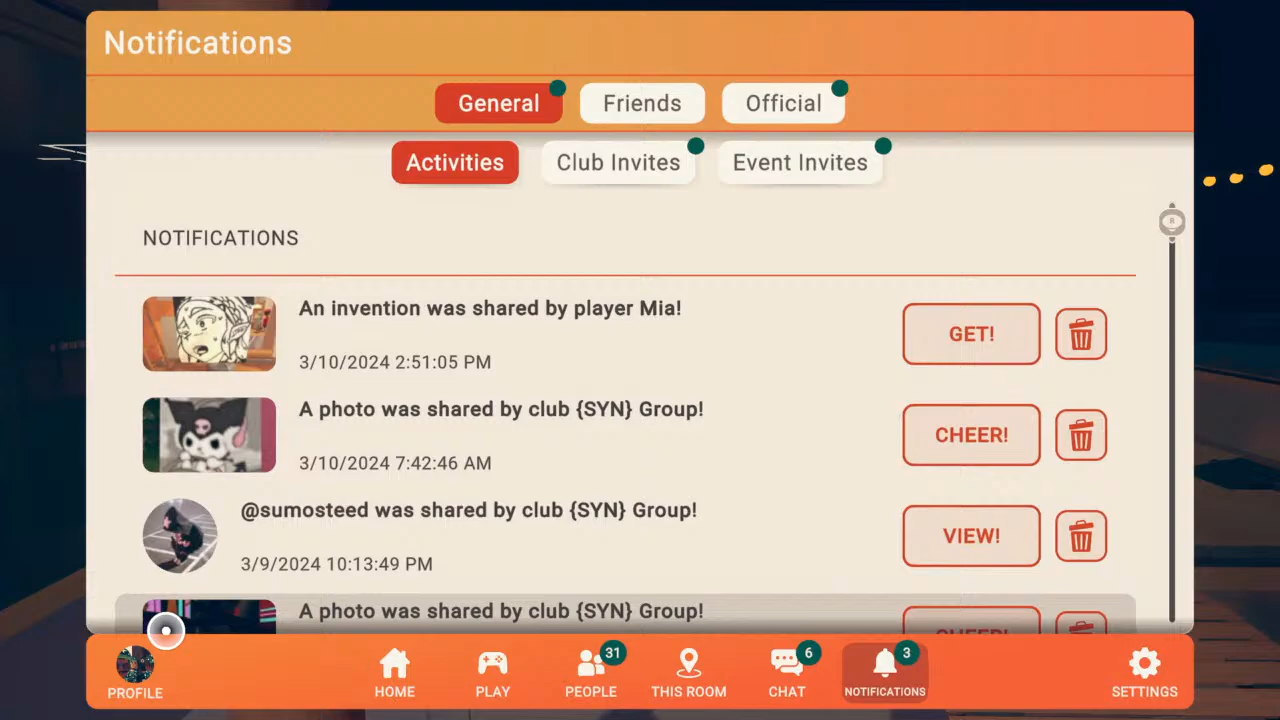 Notifications
General
Friends
Official
Activities
Club Invites
Event Invites
NOTIFICATIONS
An invention was shared by player Mia!
3/10/2024 2:51:05 PM
GET!
A photo was shared by club {SYN} Group!
3/10/2024 7:42:46 AM
CHEER!
@sumosteed was shared by club {SYN} Group!
3/9/2024 10:13:49 PM
VIEW!
A photo was shared by club {SYN} Group!
CHEER!
PROFILE
HOME
PLAY
31
PEOPLE
THIS ROOM
6
CHAT
3
NOTIFICATIONS
SETTINGS